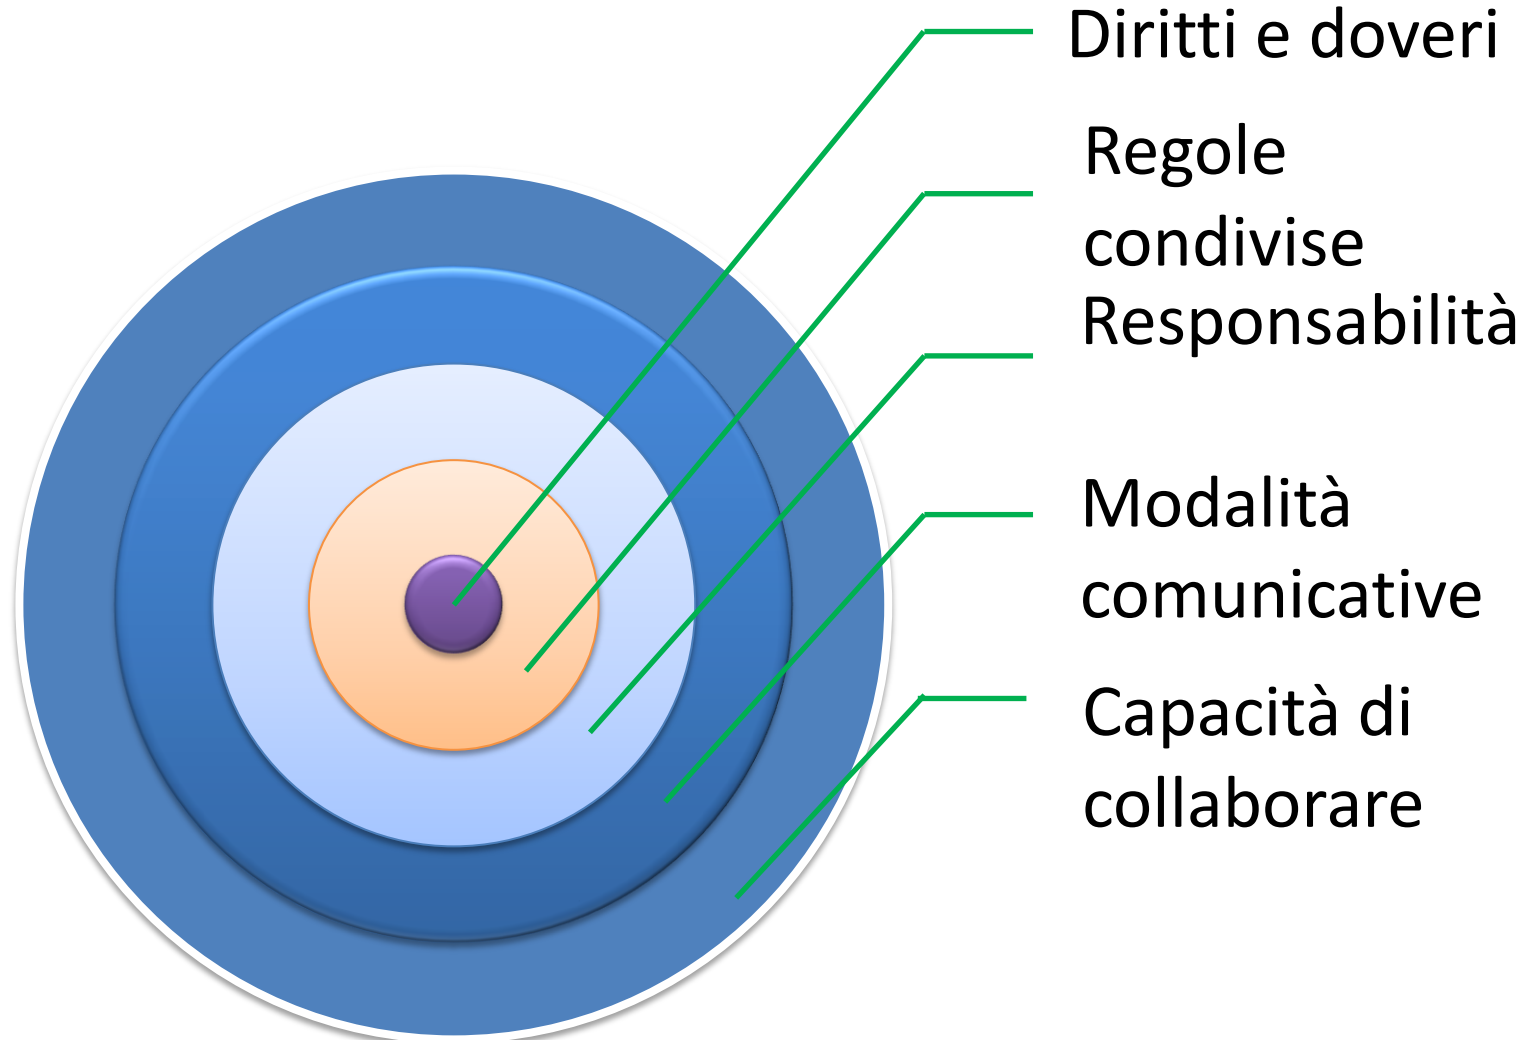 Diritti e doveri
Regole
condivise
Responsabilità
Modalità
comunicative
Capacità di
collaborare